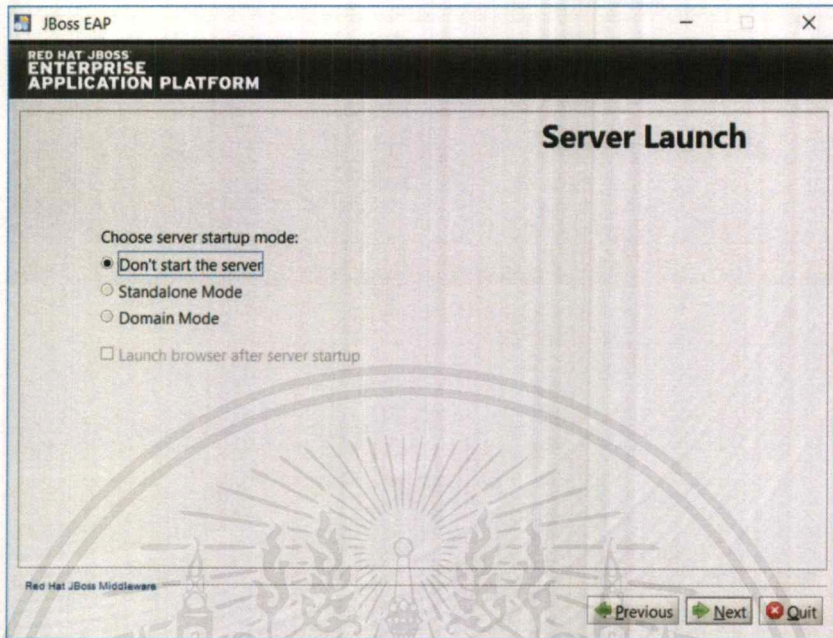 JBoss EAP
RED HAT JBOSS
ENTERPRISE
APPLICATION PLATFORM
Server Launch
Choose server startup mode:
Don't start the server
Standalone Mode
Domain Mode
Launch browser after server startup
Red Hat JBoss Middleware
Previous Next Quit